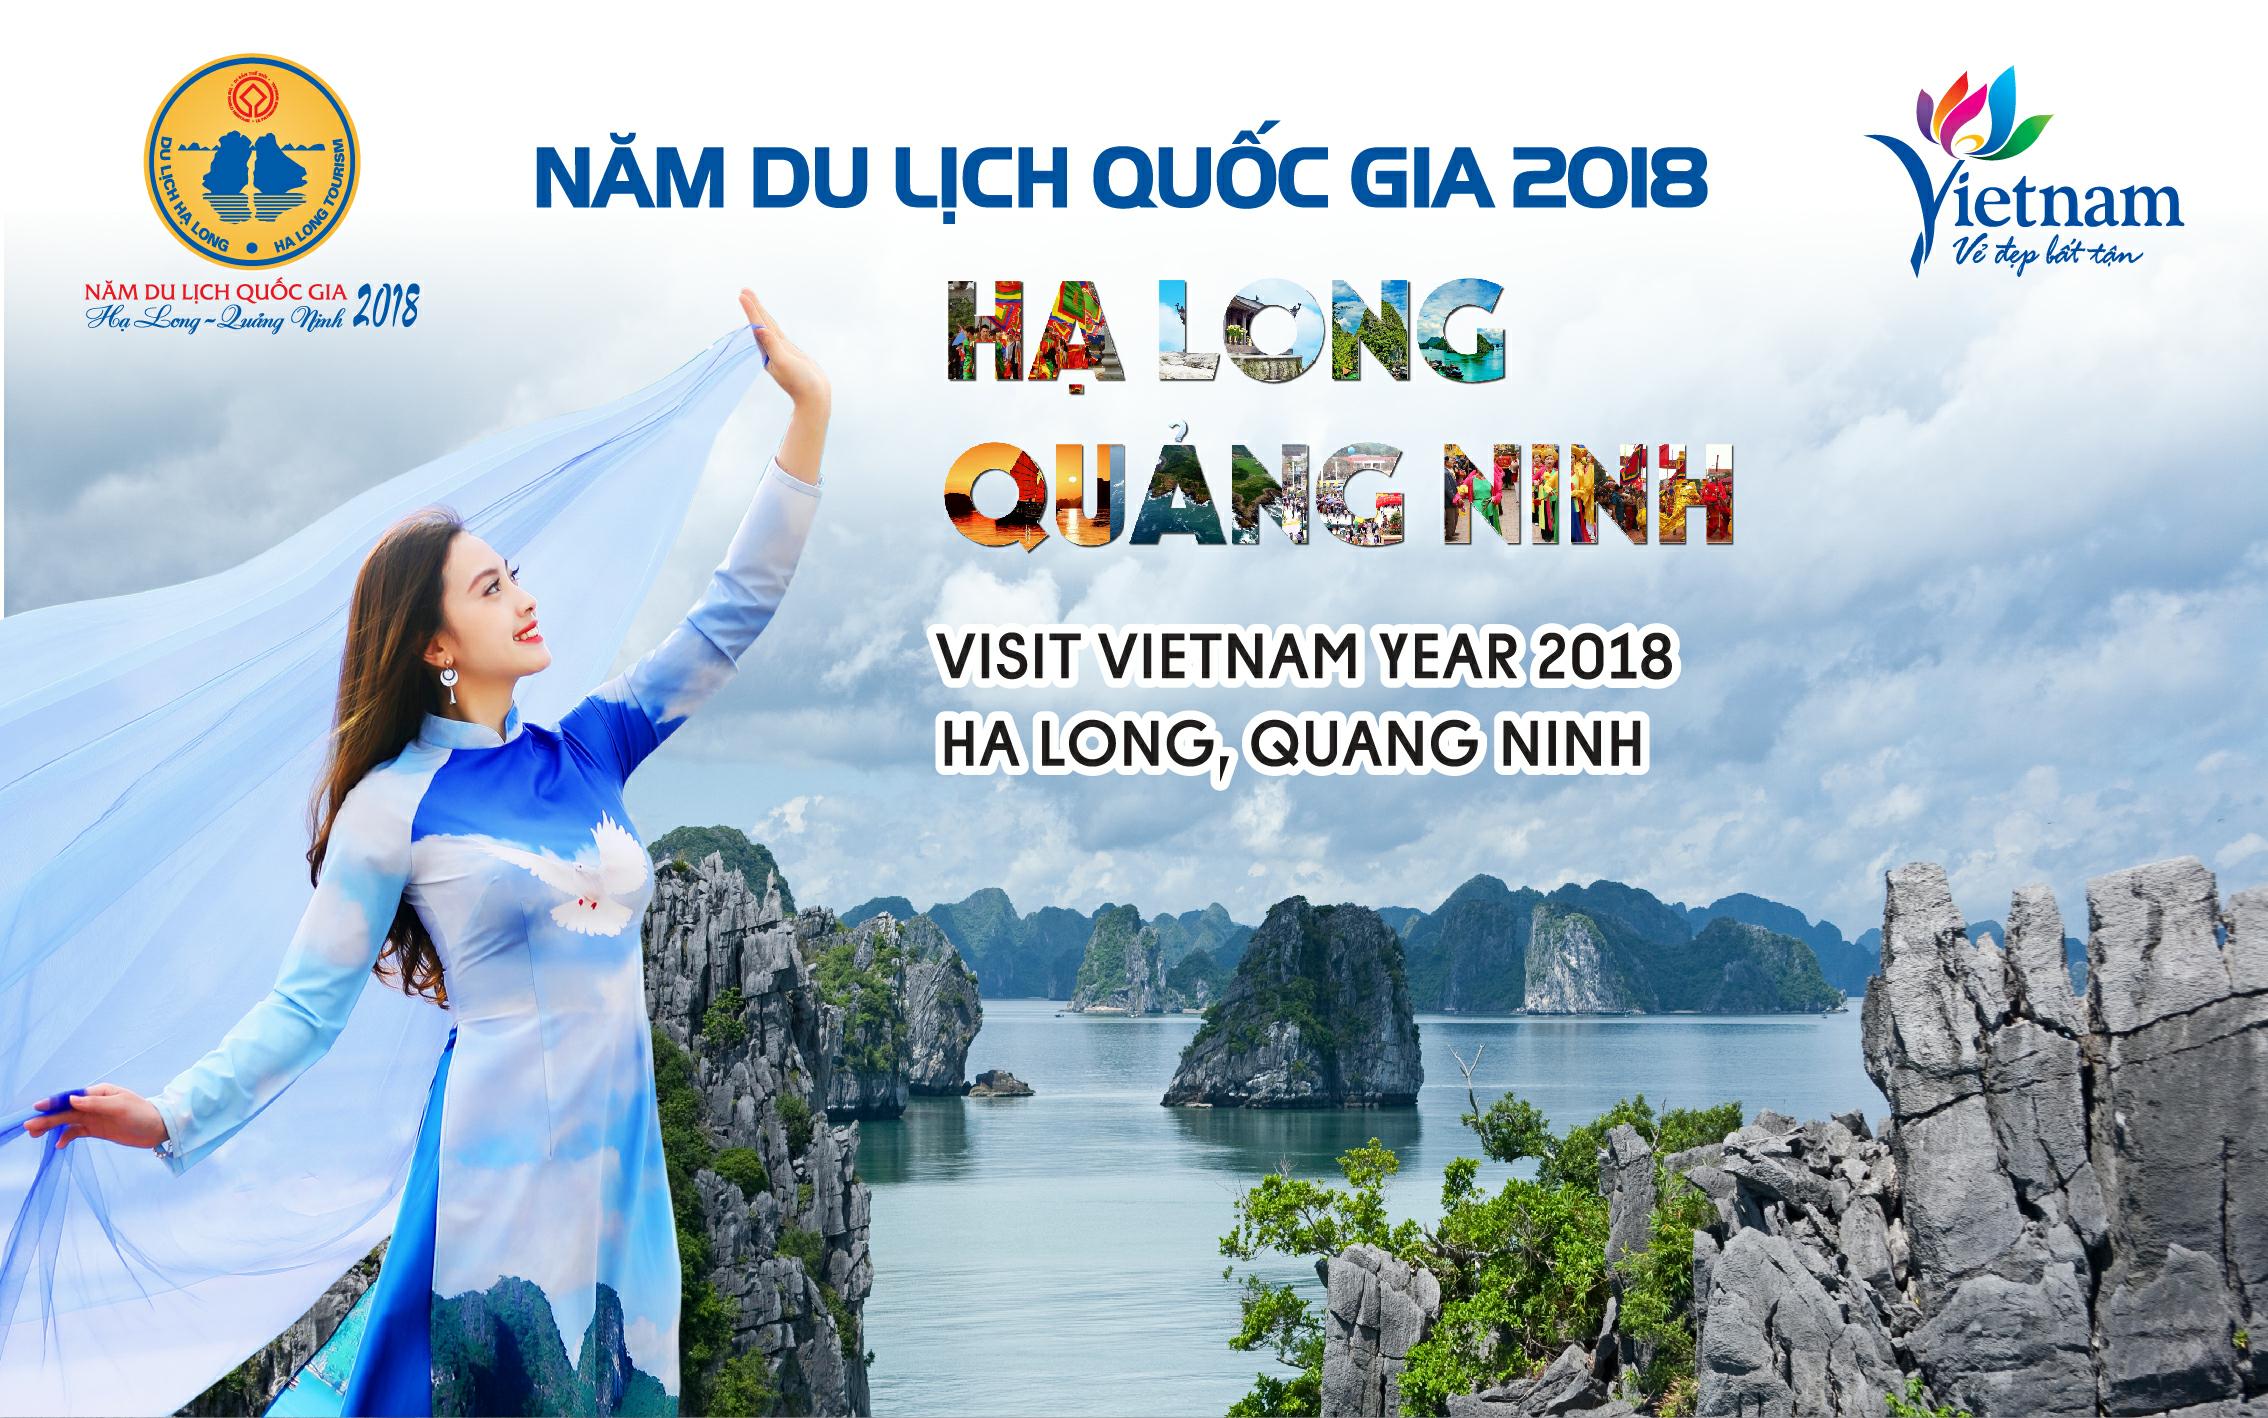 DU LỊCH HẠ LONG • HA LONG TOURISM
NĂM DU LỊCH QUỐC GIA 2018
Hạ Long ~ Quảng Ninh
Vietnam
Vẻ đẹp bất tận
NĂM DU LỊCH QUỐC GIA 2018
HẠ LONG
QUẢNG NINH
VISIT VIETNAM YEAR 2018
HA LONG, QUANG NINH